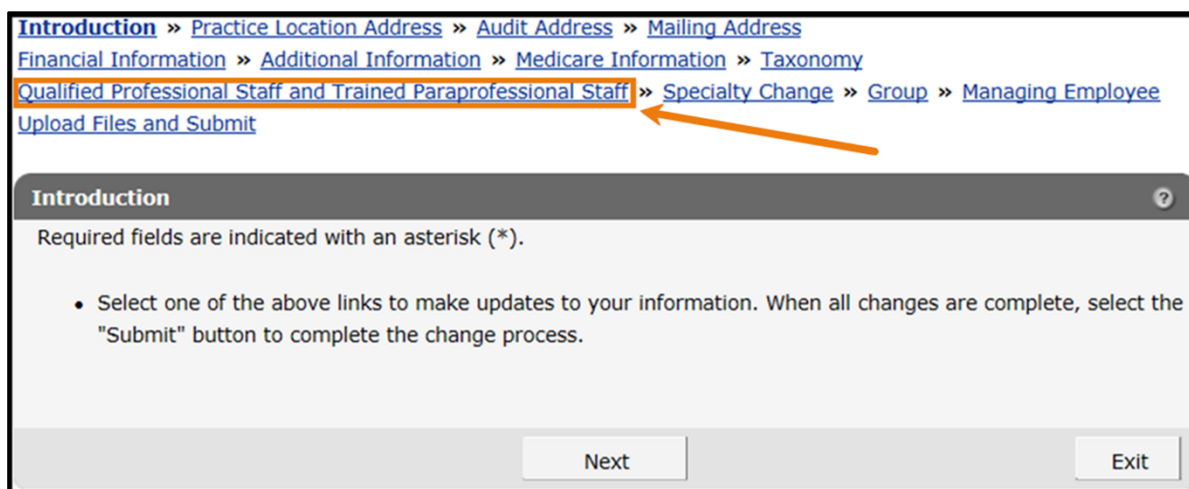 Introduction » Practice Location Address » Audit Address » Mailing Address
Financial Information » Additional Information » Medicare Information » Taxonomy
Qualified Professional Staff and Trained Paraprofessional Staff » Specialty Change » Group » Managing Employee
Upload Files and Submit
Introduction ?
Required fields are indicated with an asterisk (*).
• Select one of the above links to make updates to your information. When all changes are complete, select the
"Submit" button to complete the change process.
Next Exit